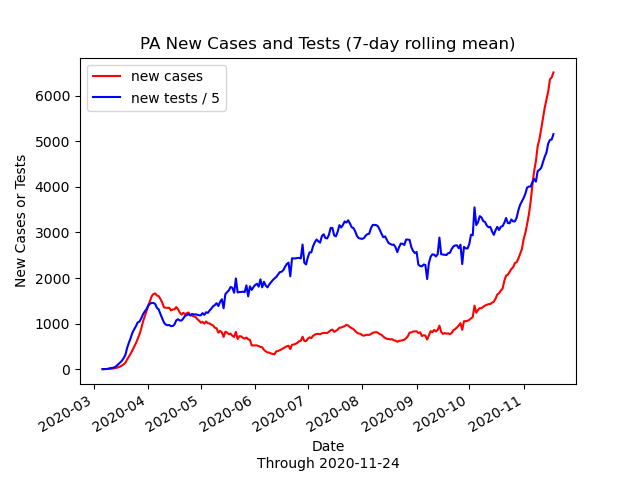 PA New Cases and Tests (7-day rolling mean)
new cases
new tests / 5
New Cases or Tests
6000
5000
4000
3000
2000
1000
0
2020-03
2020-04
2020-05
2020-06
2020-07
2020-08
2020-09
2020-10
2020-11
Date
Through 2020-11-24